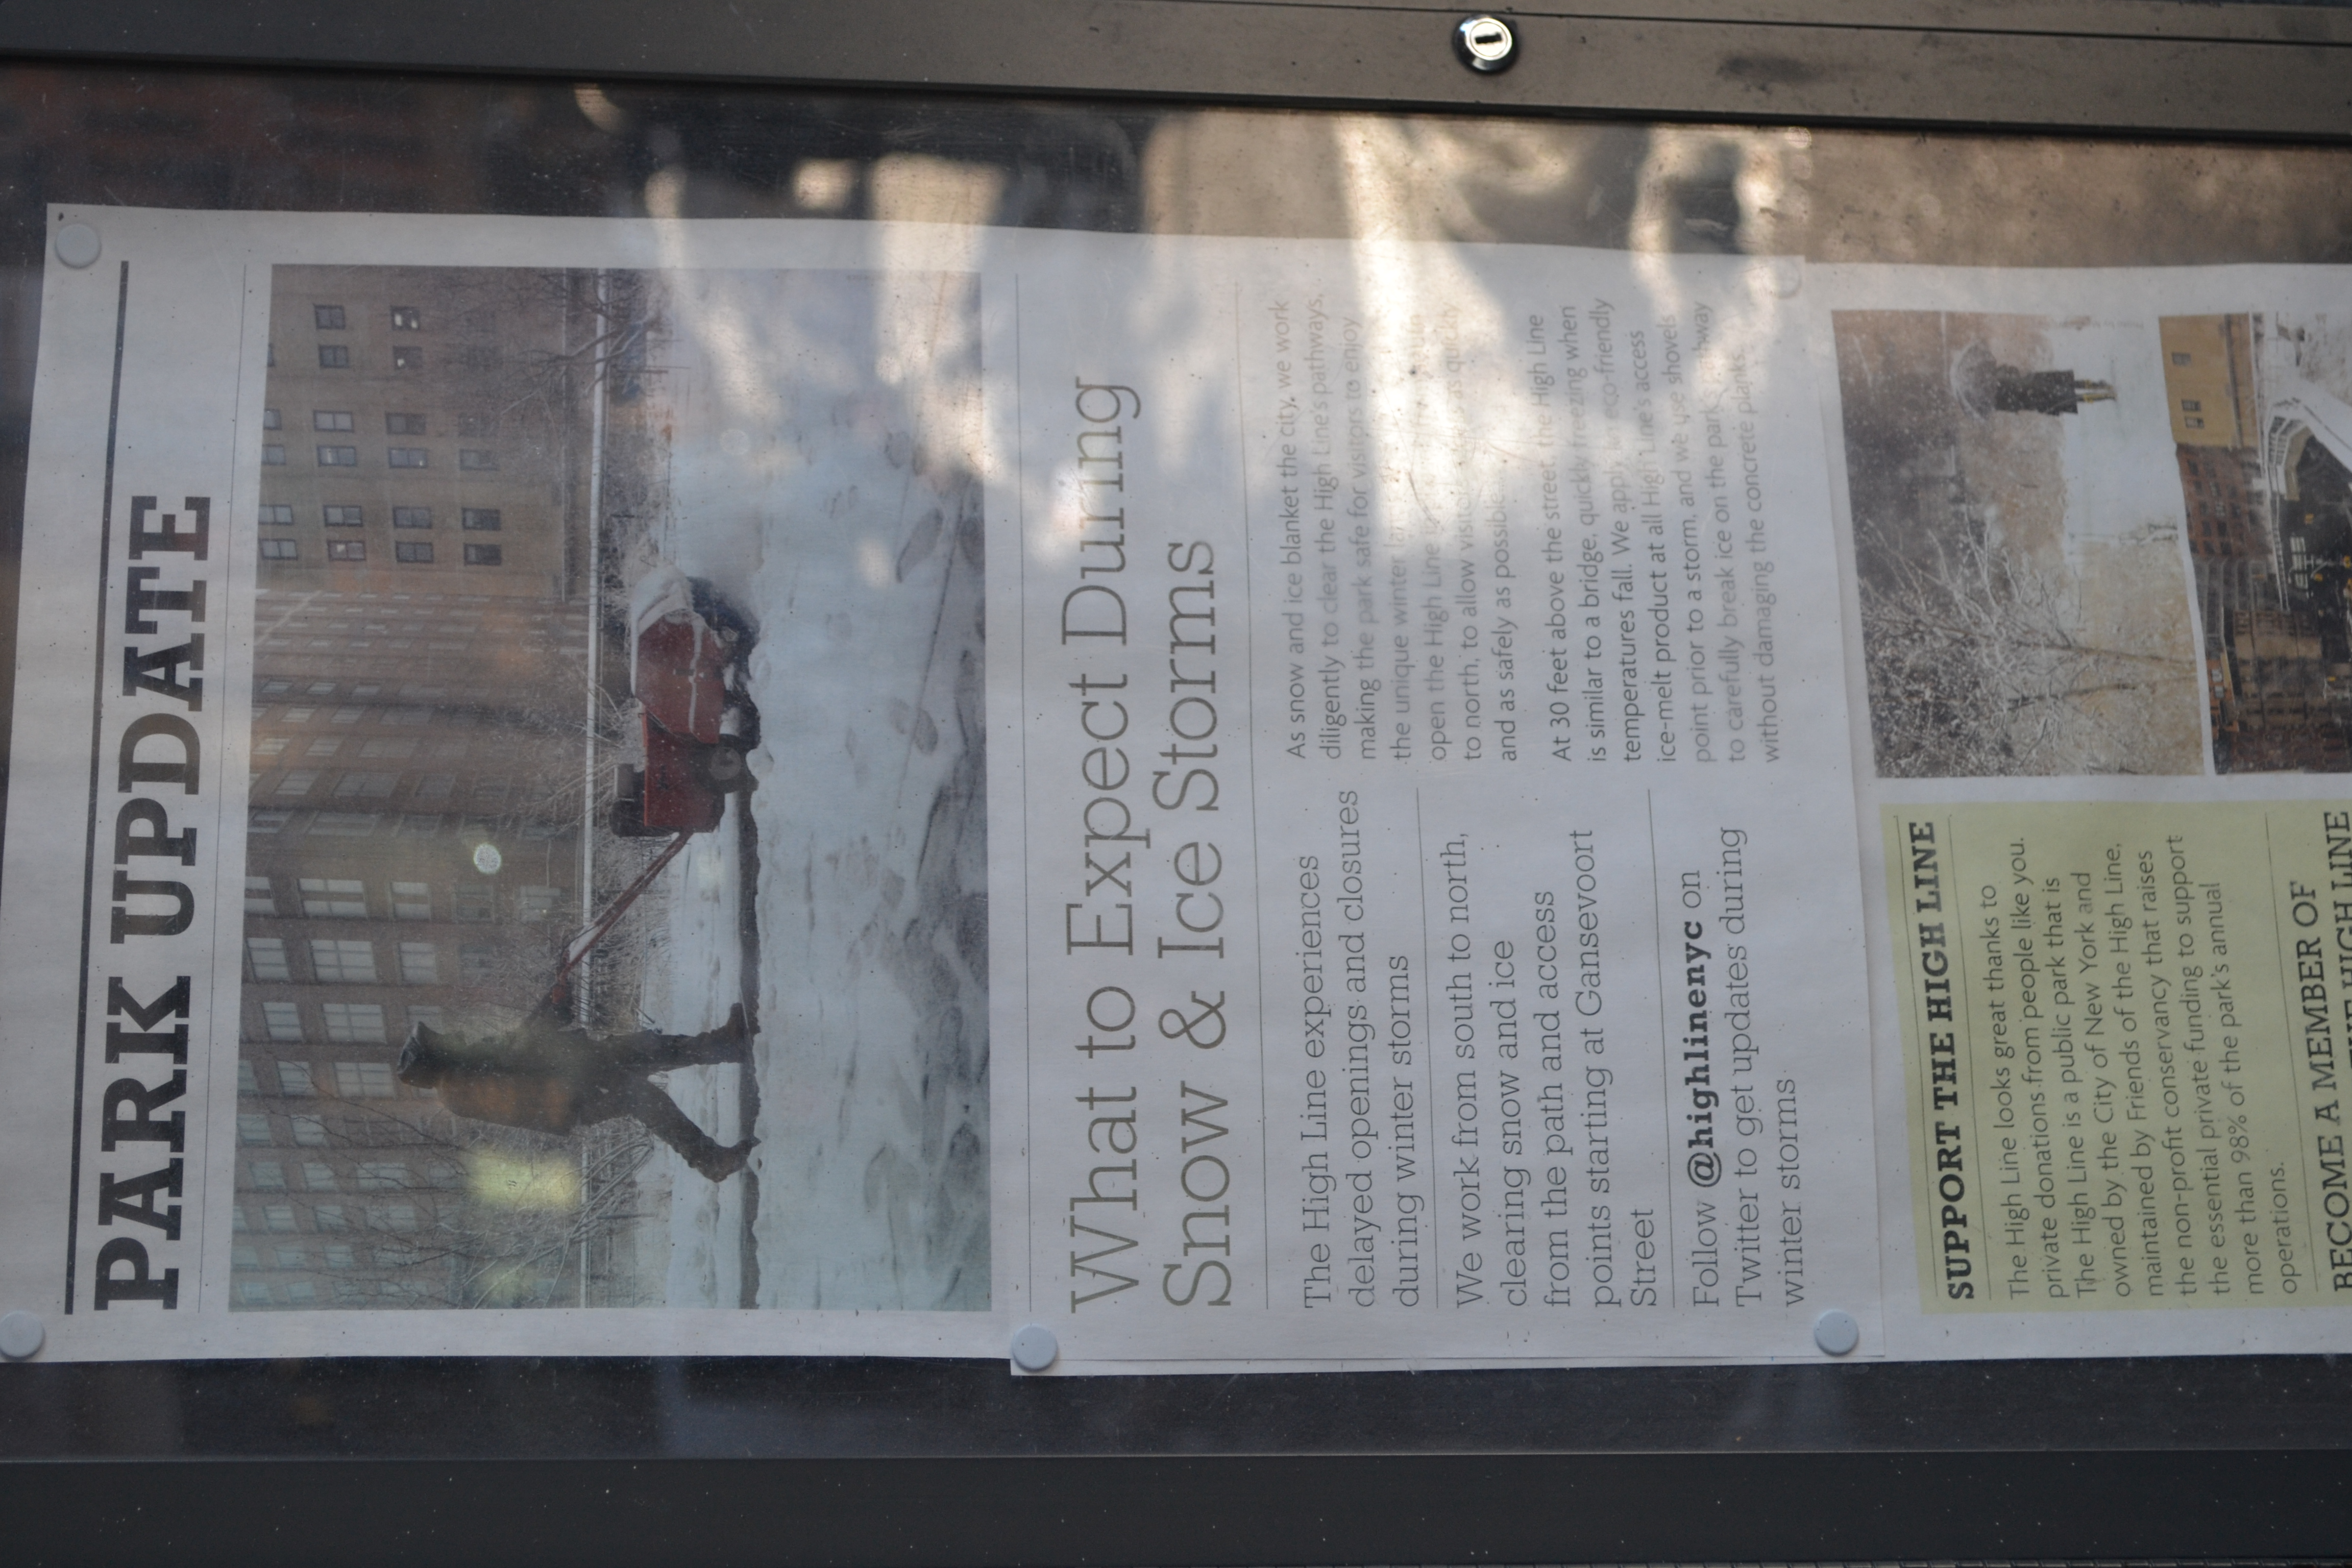 PARK UPDATE
What to Expect During
Snow & Ice Storms
The High Line experiences
delayed openings and closures
during winter storms
We work from south to north,
clearing snow and ice
from the path and access
points starting at Gansevoort
Street
Follow @highlinenyc on
Twitter to get updates during
winter storms
As snow and ice blanket the city, we work
diligently to clear the High Line's pathways,
making the park safe for visitors to enjoy
the unique winter
open the High Line
to north, to allow as quickly
and as safely as possible
At 30 feet above the street, the High Line
is similar to a bridge, quickly freezing when
temperatures fall. We apply an eco-friendly
ice-melt product at all High Line's access
point prior to a storm, and we use shovels
to carefully break ice on the park's pathway
without damaging the concrete planks.
SUPPORT THE HIGH LINE
The High Line looks great thanks to
private donations from people like you.
The High Line is a public park that is
owned by the City of New York and
maintained by Friends of the High Line,
the non-profit conservancy that raises
the essential private funding to support
more than 98% of the park's annual
operations.
BECOME A MEMBER OF
THE HIGH LINE